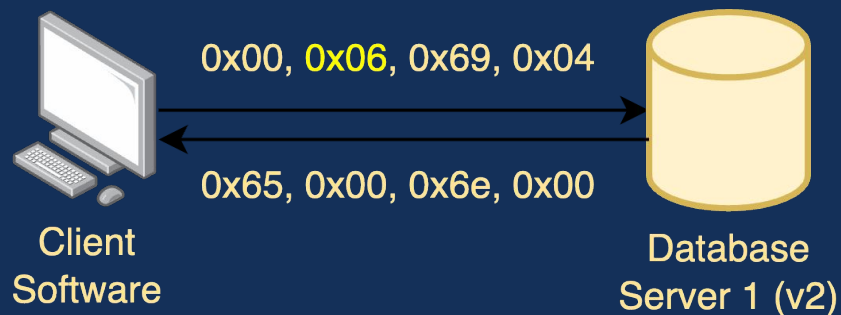 0x00, 0x06, 0x69, 0x04
0x65, 0x00, 0x6e, 0x00
Client
Software
Database
Server 1 (v2)